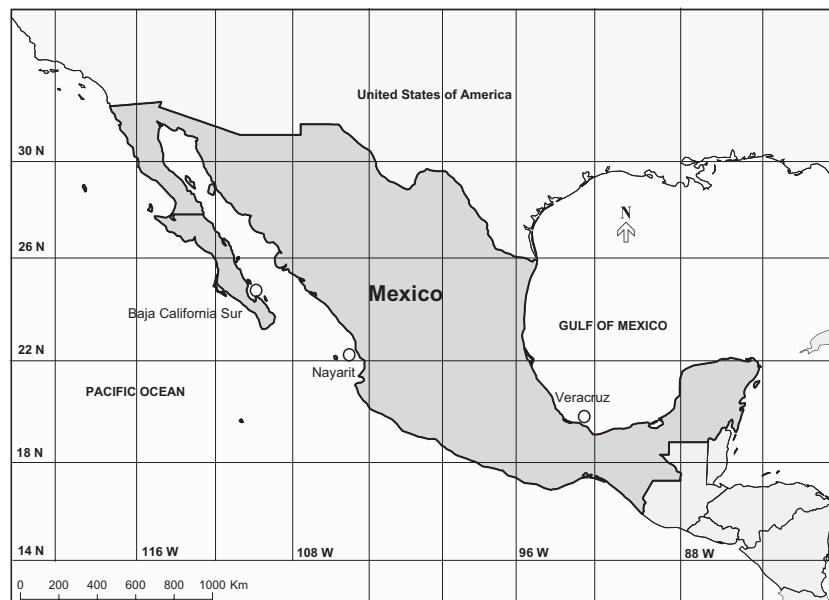 United States of America
30 N
N
26 N
Mexico
Baja California Sur
GULF OF MEXICO
22 N
Nayarit
PACIFIC OCEAN
Veracruz
18 N
14 N
116 W
108 W
96 W
88 W
0 200 400 600 800 1000 Km